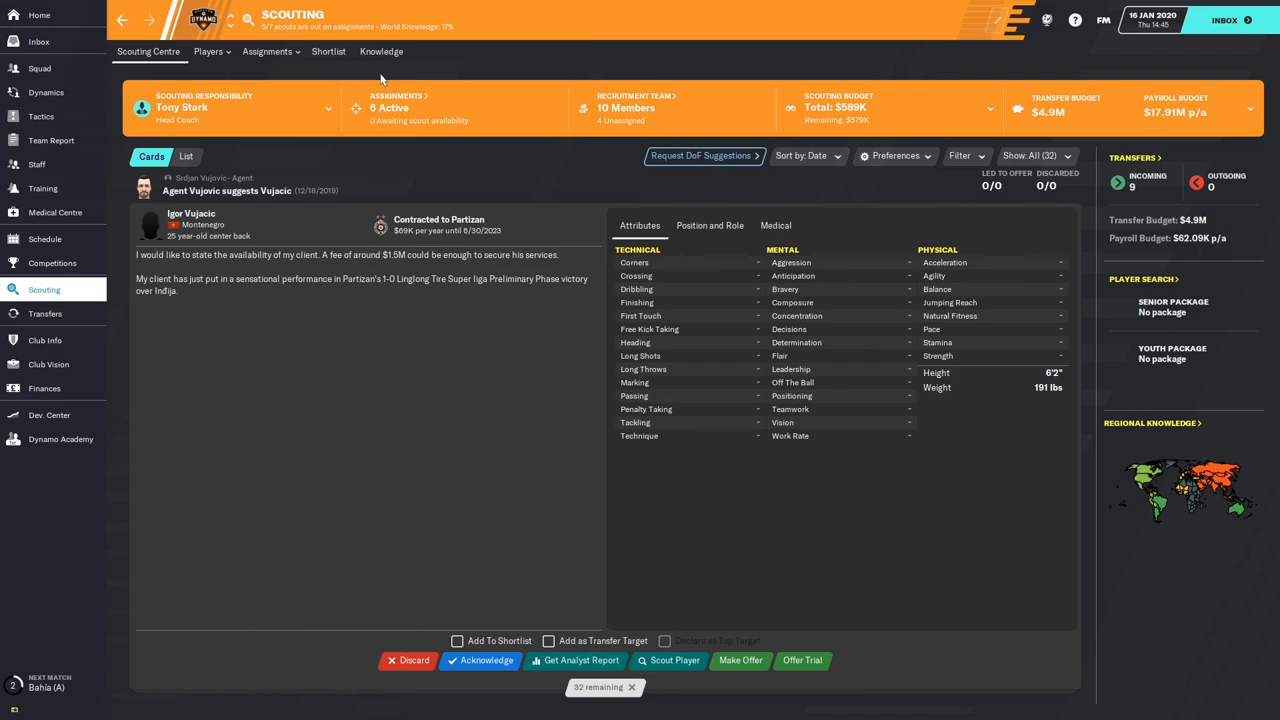 Home
Inbox
Squad
Dynamics
Tactics
Team Report
Staff
Training
Medical Centre
Schedule
Competitions
Scouting
Transfers
Club Info
Club Vision
Finances
Dev. Center
Dynamo Academy
NEXT MATCH
2
Bahía (A)
DYNAMO
SCOUTING
5/7 scouts are out on assignments - World Knowledge: 17%
FM
16 JAN 2020
Thu 14:45
INBOX
Scouting Centre
Players
Assignments
Shortlist
Knowledge
SCOUTING RESPONSIBILITY
Tony Stark
Head Coach
ASSIGNMENTS >
6 Active
0 Awaiting scout availability
RECRUITMENT TEAM >
10 Members
4 Unassigned
SCOUTING BUDGET
Total: $589K
Remaining: $579K
TRANSFER BUDGET
$4.9M
PAYROLL BUDGET
$17.91M p/a
Cards
List
Request DoF Suggestions >
Sort by: Date
Preferences
Filter
Show: All (32)
Srdjan Vujovic- Agent
Agent Vujovic suggests Vujacic (12/18/2019)
LED TO OFFER
0/0
DISCARDED
0/0
Igor Vujacic
Montenegro
25 year-old center back
Contracted to Partizan
$69K per year until 6/30/2023
I would like to state the availability of my client. A fee of around $1.5M could be enough to secure his services.
My client has just put in a sensational performance in Partizan's 1-0 Linglong Tire Super liga Preliminary Phase victory
over Inđija.
Attributes
Position and Role
Medical
TECHNICAL
Corners -
Crossing -
Dribbling -
Finishing -
First Touch -
Free Kick Taking -
Heading -
Long Shots -
Long Throws -
Marking -
Passing -
Penalty Taking -
Tackling -
Technique -
MENTAL
Aggression -
Anticipation -
Bravery -
Composure -
Concentration -
Decisions -
Determination -
Flair -
Leadership -
Off The Ball -
Positioning -
Teamwork -
Vision -
Work Rate -
PHYSICAL
Acceleration -
Agility -
Balance -
Jumping Reach -
Natural Fitness -
Pace -
Stamina -
Strength -
Height 6'2"
Weight 191 lbs
Add To Shortlist
Add as Transfer Target
Declare as Top Target
Discard
Acknowledge
Get Analyst Report
Scout Player
Make Offer
Offer Trial
32 remaining
TRANSFERS >
INCOMING
9
OUTGOING
0
Transfer Budget: $4.9M
Payroll Budget: $62.09K p/a
PLAYER SEARCH >
SENIOR PACKAGE
No package
YOUTH PACKAGE
No package
REGIONAL KNOWLEDGE >